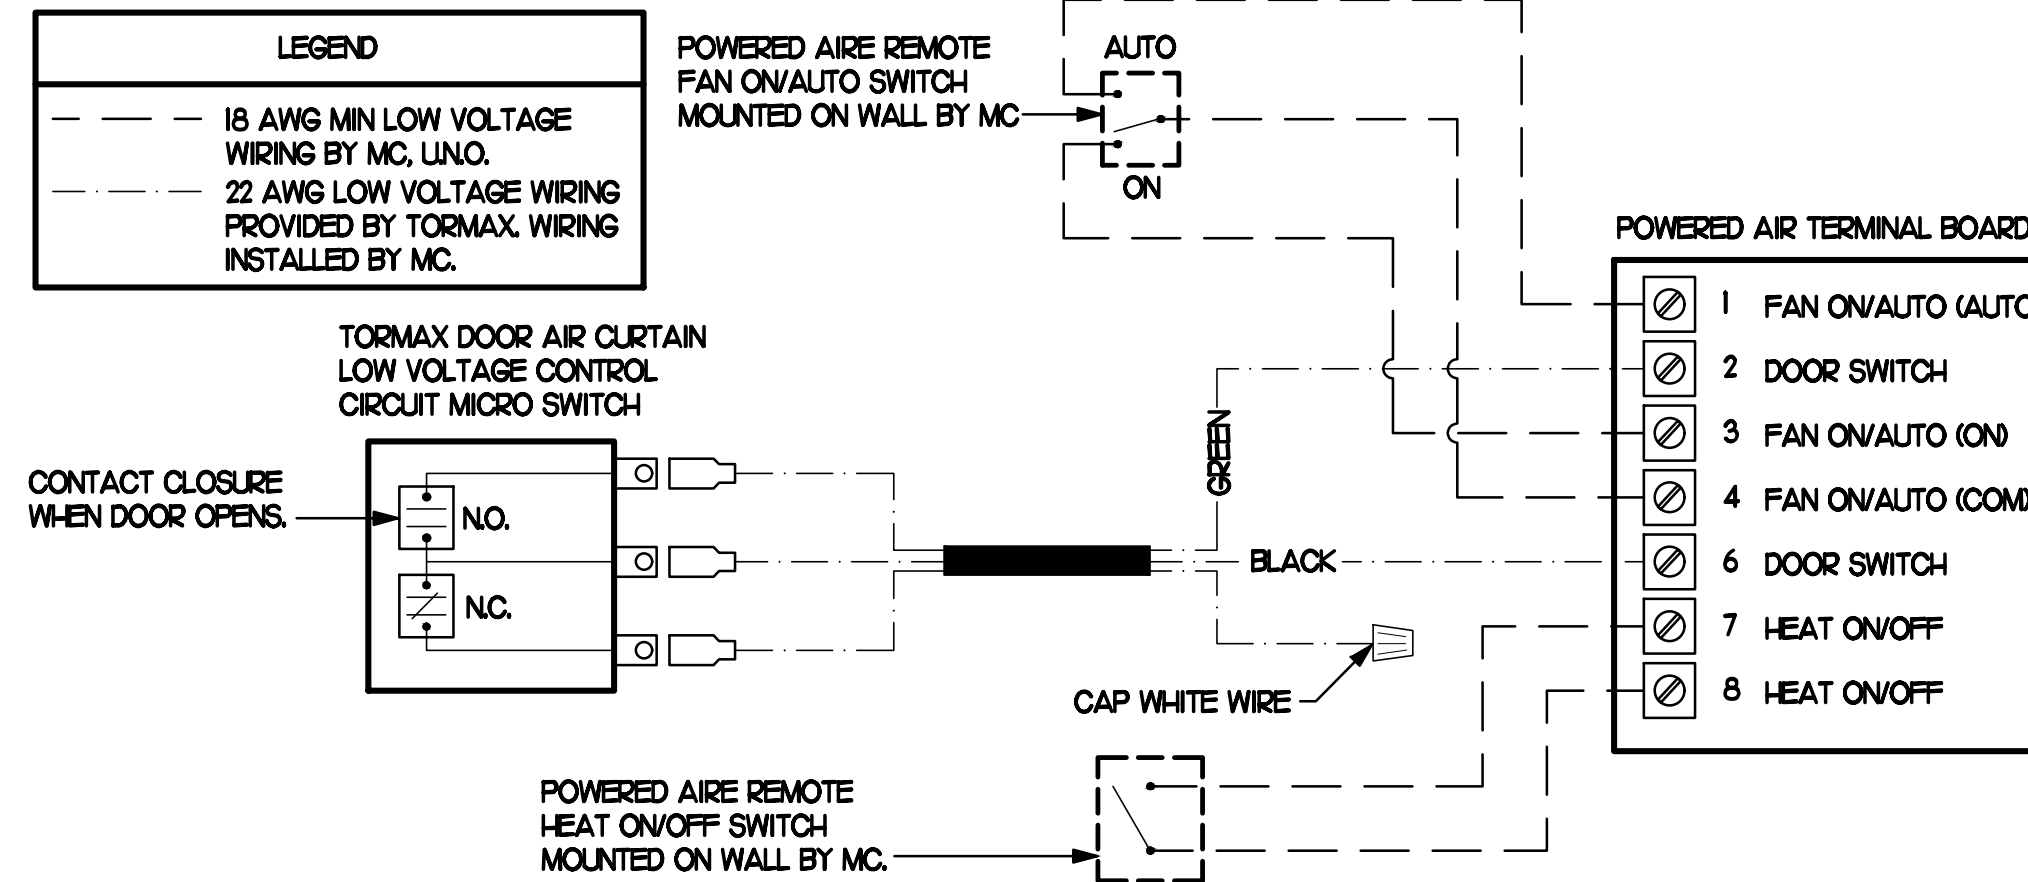 LEGEND
18 AWG MIN LOW VOLTAGE
WIRING BY MC, U.N.O.
22 AWG LOW VOLTAGE WIRING
PROVIDED BY TORMAX. WIRING
INSTALLED BY MC.
POWERED AIRE REMOTE
FAN ON/AUTO SWITCH
MOUNTED ON WALL BY MC
AUTO
ON
POWERED AIR TERMINAL BOARD
1 FAN ON/AUTO (AUTO
2 DOOR SWITCH
3 FAN ON/AUTO (ON)
4 FAN ON/AUTO (COM)
6 DOOR SWITCH
7 HEAT ON/OFF
8 HEAT ON/OFF
TORMAX DOOR AIR CURTAIN
LOW VOLTAGE CONTROL
CIRCUIT MICRO SWITCH
CONTACT CLOSURE
WHEN DOOR OPENS.
N.O.
N.C.
GREEN
BLACK
CAP WHITE WIRE
POWERED AIRE REMOTE
HEAT ON/OFF SWITCH
MOUNTED ON WALL BY MC.